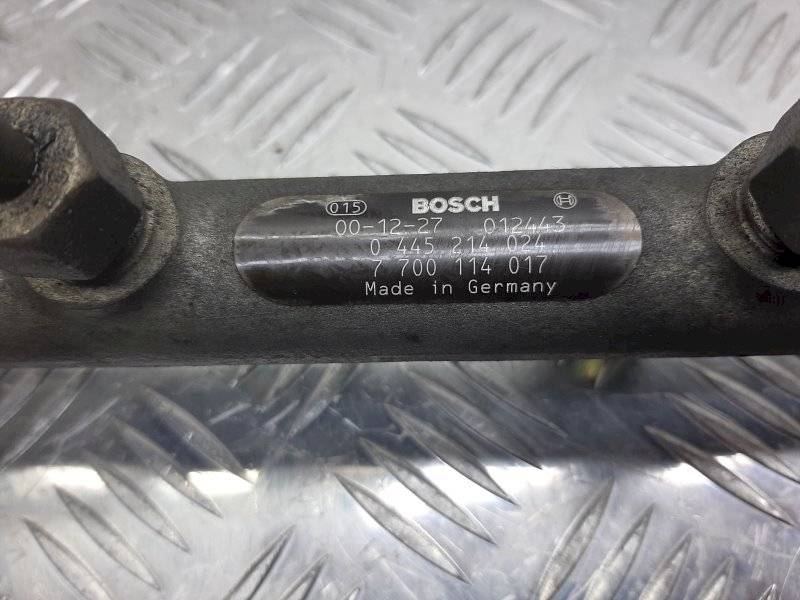 015 BOSCH
00-12-27 012443
0 445 214 024
7 700 114 017
Made in Germany